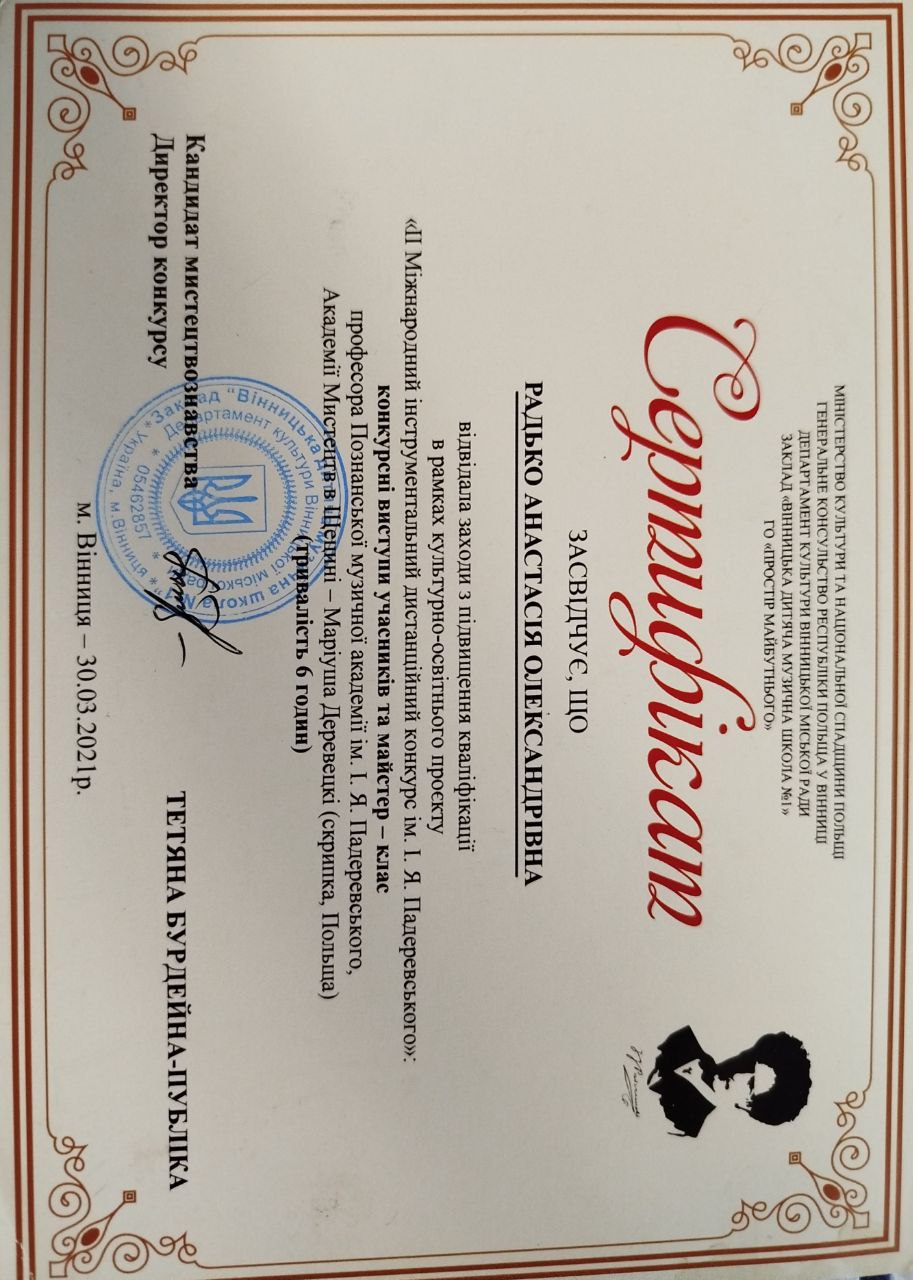 МІНІСТЕРСТВО КУЛЬТУРИ ТА НАЦІОНАЛЬНОЇ СПАДЩИНИ ПОЛЬЩІ
ГЕНЕРАЛЬНЕ КОНСУЛЬСТВО РЕСПУБЛІКИ ПОЛЬЩА У ВІННИЦІ
ДЕПАРТАМЕНТ КУЛЬТУРИ ВІННИЦЬКОЇ МІСЬКОЇ РАДИ
ЗАКЛАД «ВІННИЦЬКА ДИТЯЧА МУЗИЧНА ШКОЛА №1»
ГО «ПРОСТІР МАЙБУТНЬОГО»
Сертифікат
ЗАСВІДЧУЄ, ЩО
РАДЬКО АНАСТАСІЯ ОЛЕКСАНДРІВНА
відвідала заходи з підвищення кваліфікації
в рамках культурно-освітнього проєкту
«ІІ Міжнародний інструментальний дистанційний конкурс ім. І. Я. Падеревського»:
конкурсні виступи учасників та майстер – клас
професора Познанської музичної академії ім. І. Я. Падеревського,
Академії Мистецтв в Щецині – Маріуша Деревецкі (скрипка, Польща)
(тривалість 6 годин)
Кандидат мистецтвознавства
Директор конкурсу
ТЕТЯНА БУРДЕЙНА-ПУБЛІКА
м. Вінниця – 30.03.2021р.
Заклад "Вінницька музична школа №1"
Департамент культури Вінницької міської ради
05462857
Україна, м.Вінниця